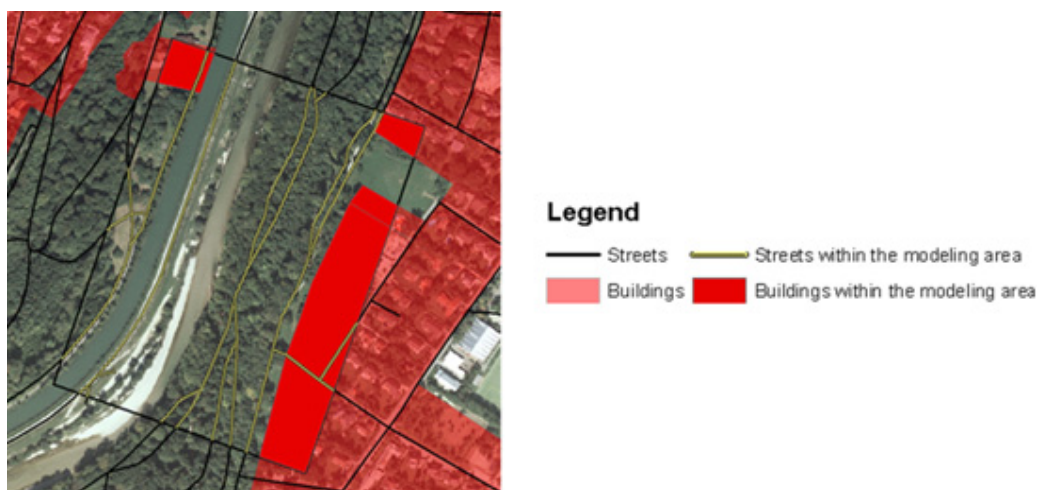 Legend
Streets Streets within the modeling area
Buildings Buildings within the modeling area